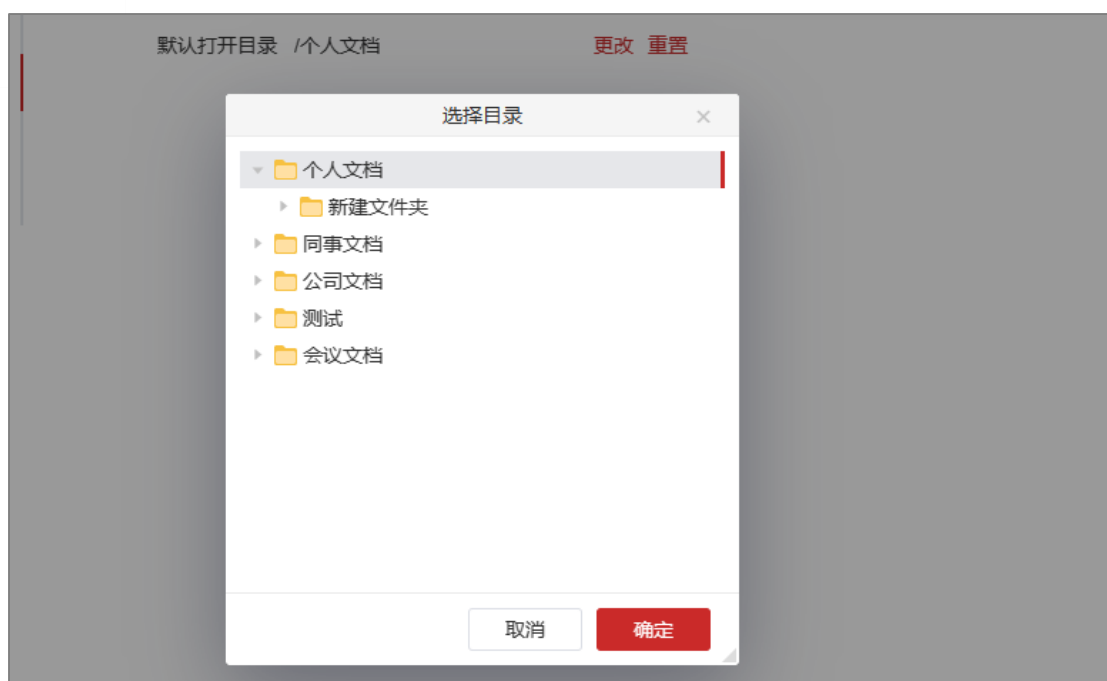 默认打开目录 /个人文档 更改 重置
选择目录
个人文档
新建文件夹
同事文档
公司文档
测试
会议文档
取消 确定